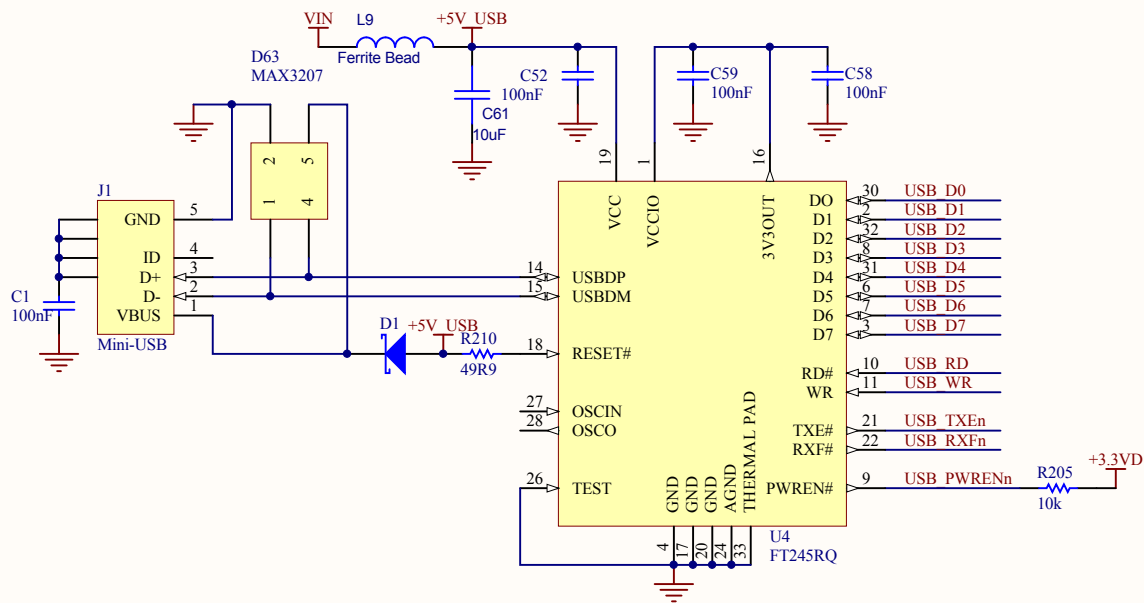 VIN
L9
Ferrite Bead
+5V_USB
D63
MAX3207
C52
100nF
C61
10uF
C59
100nF
C58
100nF
2
5
1
4
J1
GND
5
ID
4
D+
3
D-
2
VBUS
1
Mini-USB
C1
100nF
D1
+5V_USB
R210
49R9
19
1
16
VCC
VCCIO
3V3OUT
14
USBDP
15
USBDM
18
RESET#
27
OSCIN
28
OSCO
26
TEST
DO
30
USB_D0
D1
2
USB_D1
D2
32
USB_D2
D3
8
USB_D3
D4
31
USB_D4
D5
6
USB_D5
D6
7
USB_D6
D7
3
USB_D7
RD#
10
USB_RD
WR
11
USB_WR
TXE#
21
USB_TXEn
RXF#
22
USB_RXFn
PWREN#
9
USB_PWRENn
R205
10k
+3.3VD
GND
GND
GND
AGND
THERMAL PAD
4
17
20
24
33
U4
FT245RQ